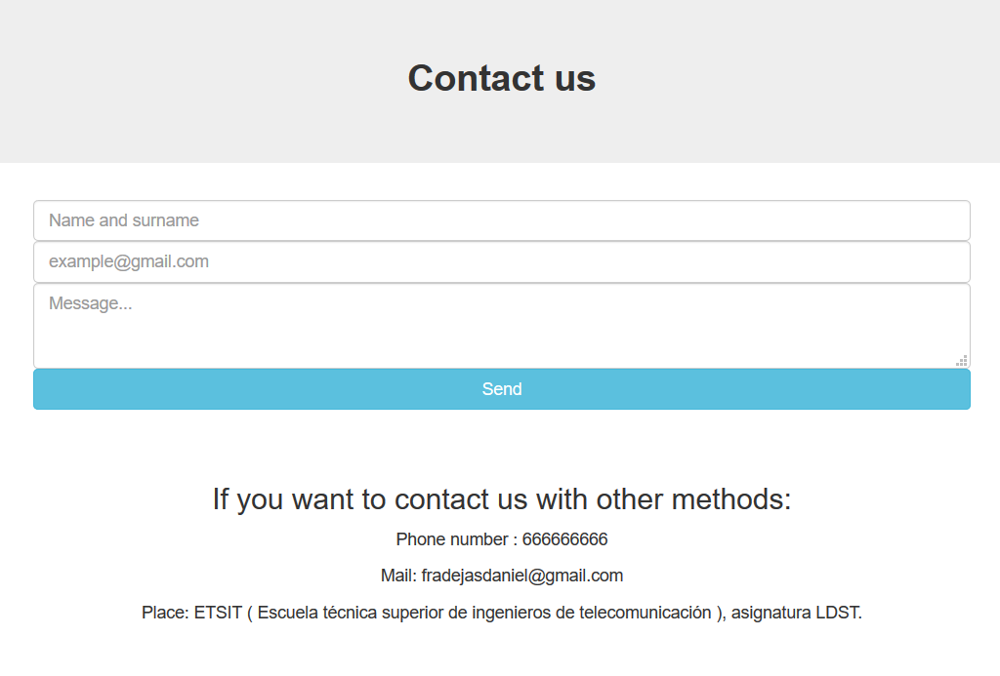 Contact us
Name and surname
example@gmail.com
Message...
Send
If you want to contact us with other methods:
Phone number : 666666666
Mail: fradejasdaniel@gmail.com
Place: ETSIT ( Escuela técnica superior de ingenieros de telecomunicación ), asignatura LDST.